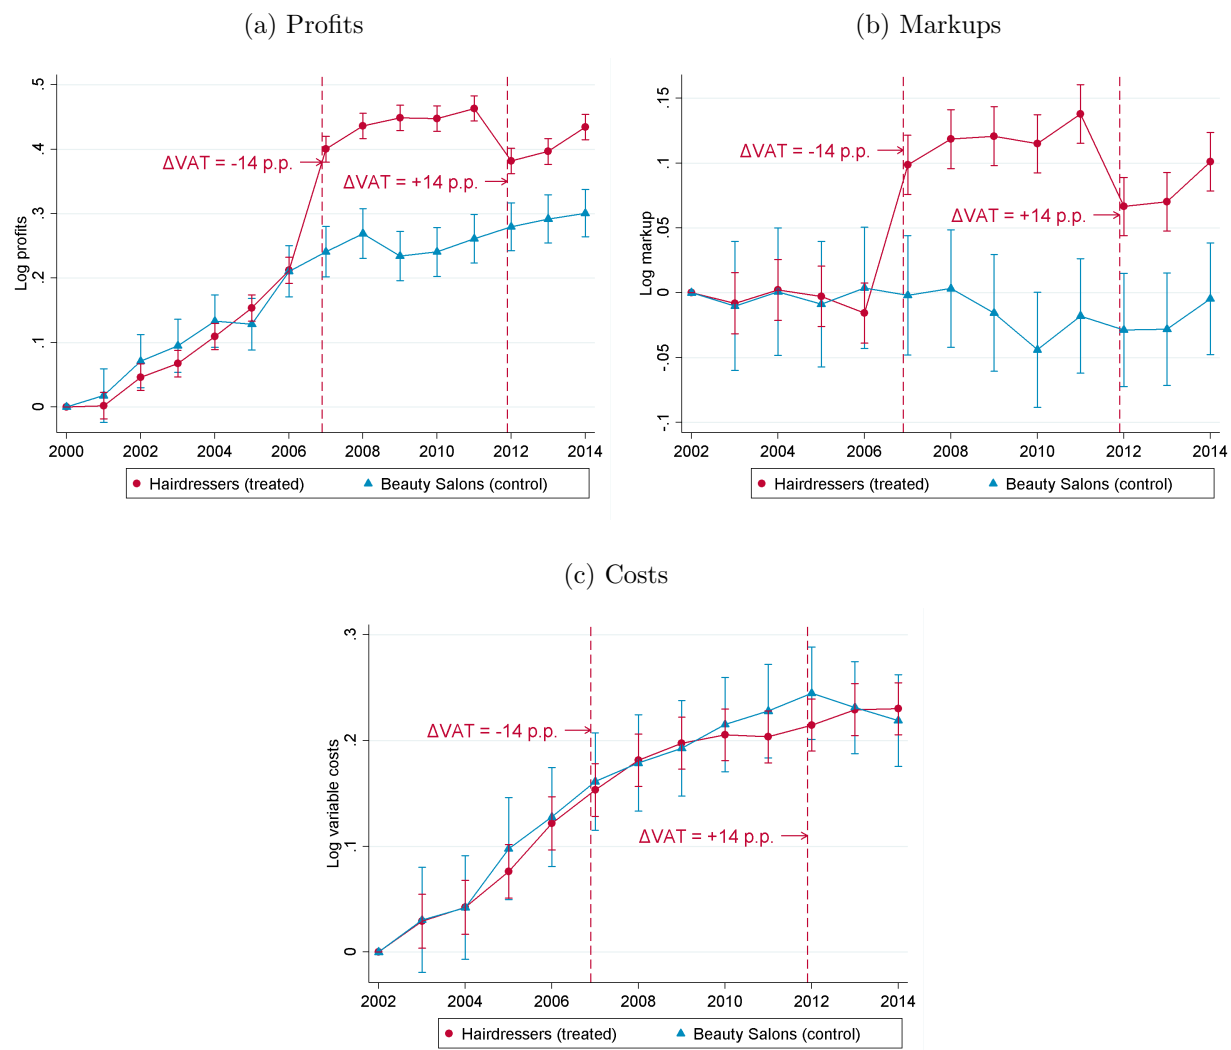 (a) Profits
Log profits
.5
.4
.3
.2
.1
0
ΔVAT = -14 p.p.
ΔVAT = +14 p.p.
2000 2002 2004 2006 2008 2010 2012 2014
Hairdressers (treated) Beauty Salons (control)
(b) Markups
Log markup
.15
.1
.05
0
-.05
-.1
ΔVAT = -14 p.p.
ΔVAT = +14 p.p.
2002 2004 2006 2008 2010 2012 2014
Hairdressers (treated) Beauty Salons (control)
(c) Costs
Log variable costs
.3
.2
.1
0
ΔVAT = -14 p.p.
ΔVAT = +14 p.p.
2002 2004 2006 2008 2010 2012 2014
Hairdressers (treated) Beauty Salons (control)